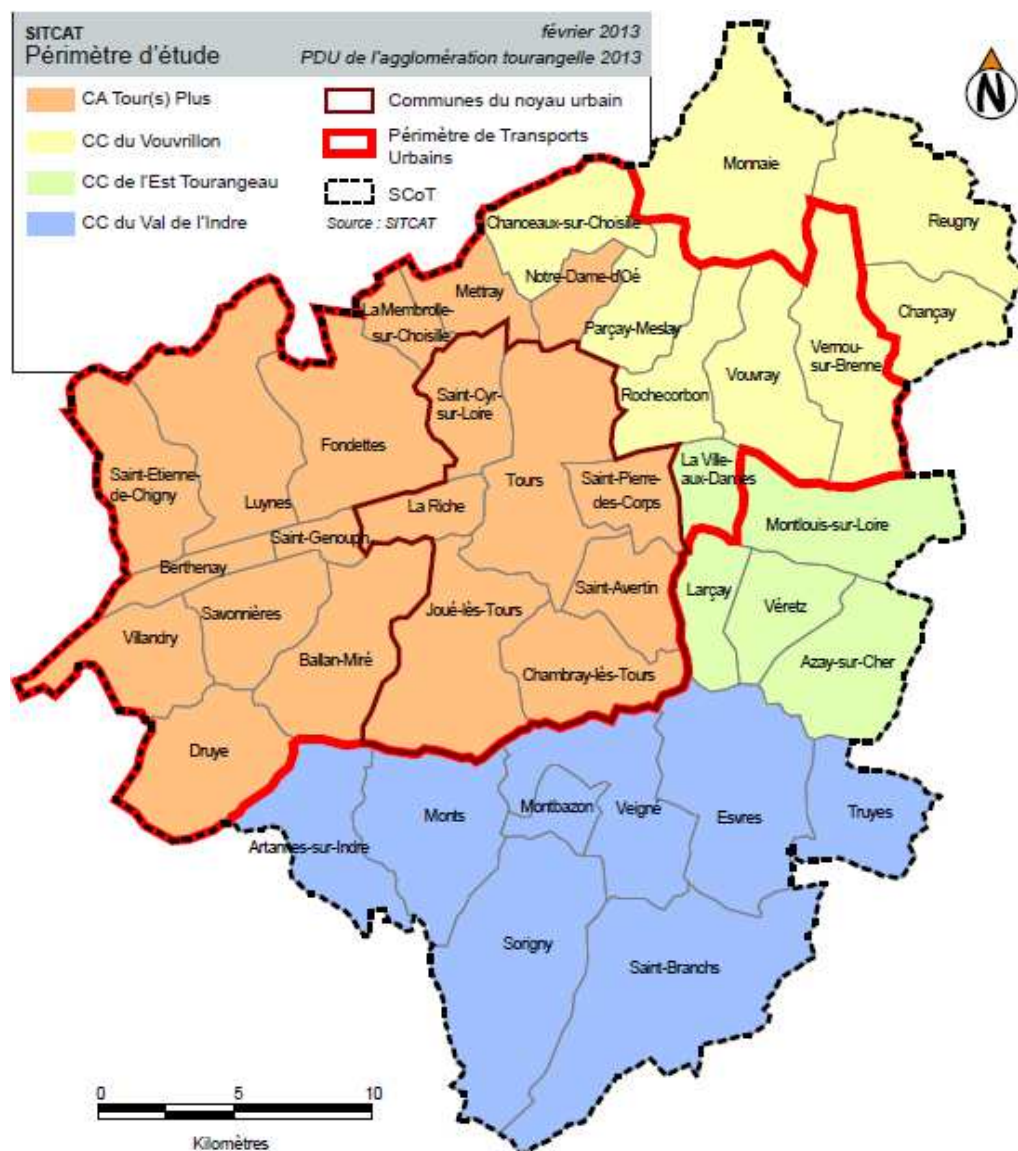 SITCAT
février 2013
Périmètre d'étude
PDU de l'agglomération tourangelle 2013
CA Tour(s) Plus
CC du Vouvrillon
CC de l'Est Tourangeau
CC du Val de l'Indre
Communes du noyau urbain
Périmètre de Transports
Urbains
SCoT
Source : SITCAT
N
Monnaie
Reugny
Chanceaux-sur-Choisille
Notre-Dame-d'Oé
Mettray
La Membrolle-
sur-Choisille
Chançay
Parçay-Meslay
Vernou-
sur-Brenne
Vouvray
Rochecorbon
Saint-Cyr-
sur-Loire
Fondettes
Saint-Etienne-
de-Chigny
Luynes
Tours
Saint-Pierre-
des-Corps
La Ville-
aux-Dames
La Riche
Montlouis-sur-Loire
Saint-Genouph
Berthenay
Saint-Avertin
Larçay
Véretz
Savonnières
Joué-lès-Tours
Villandry
Ballan-Miré
Azay-sur-Cher
Chambray-lès-Tours
Druye
Montbazon
Veigné
Esvres
Truyes
Monts
Artannes-sur-Indre
Sorigny
Saint-Branchs
0 5 10
Kilomètres